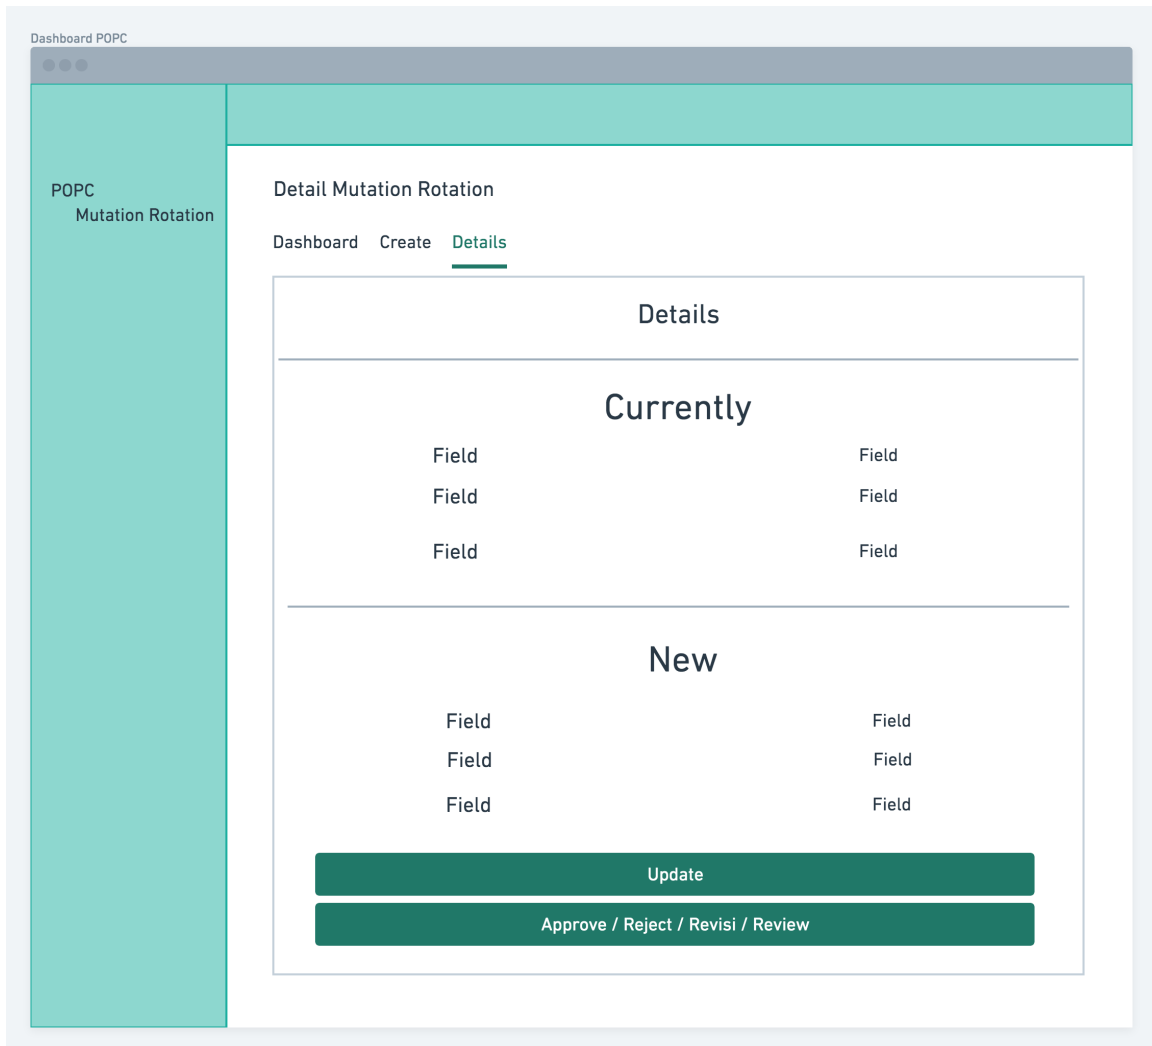 Dashboard POPC
POPC
Mutation Rotation
Detail Mutation Rotation
Dashboard Create Details
Details
Currently
Field Field
Field Field
Field Field
New
Field Field
Field Field
Field Field
Update
Approve / Reject / Revisi / Review